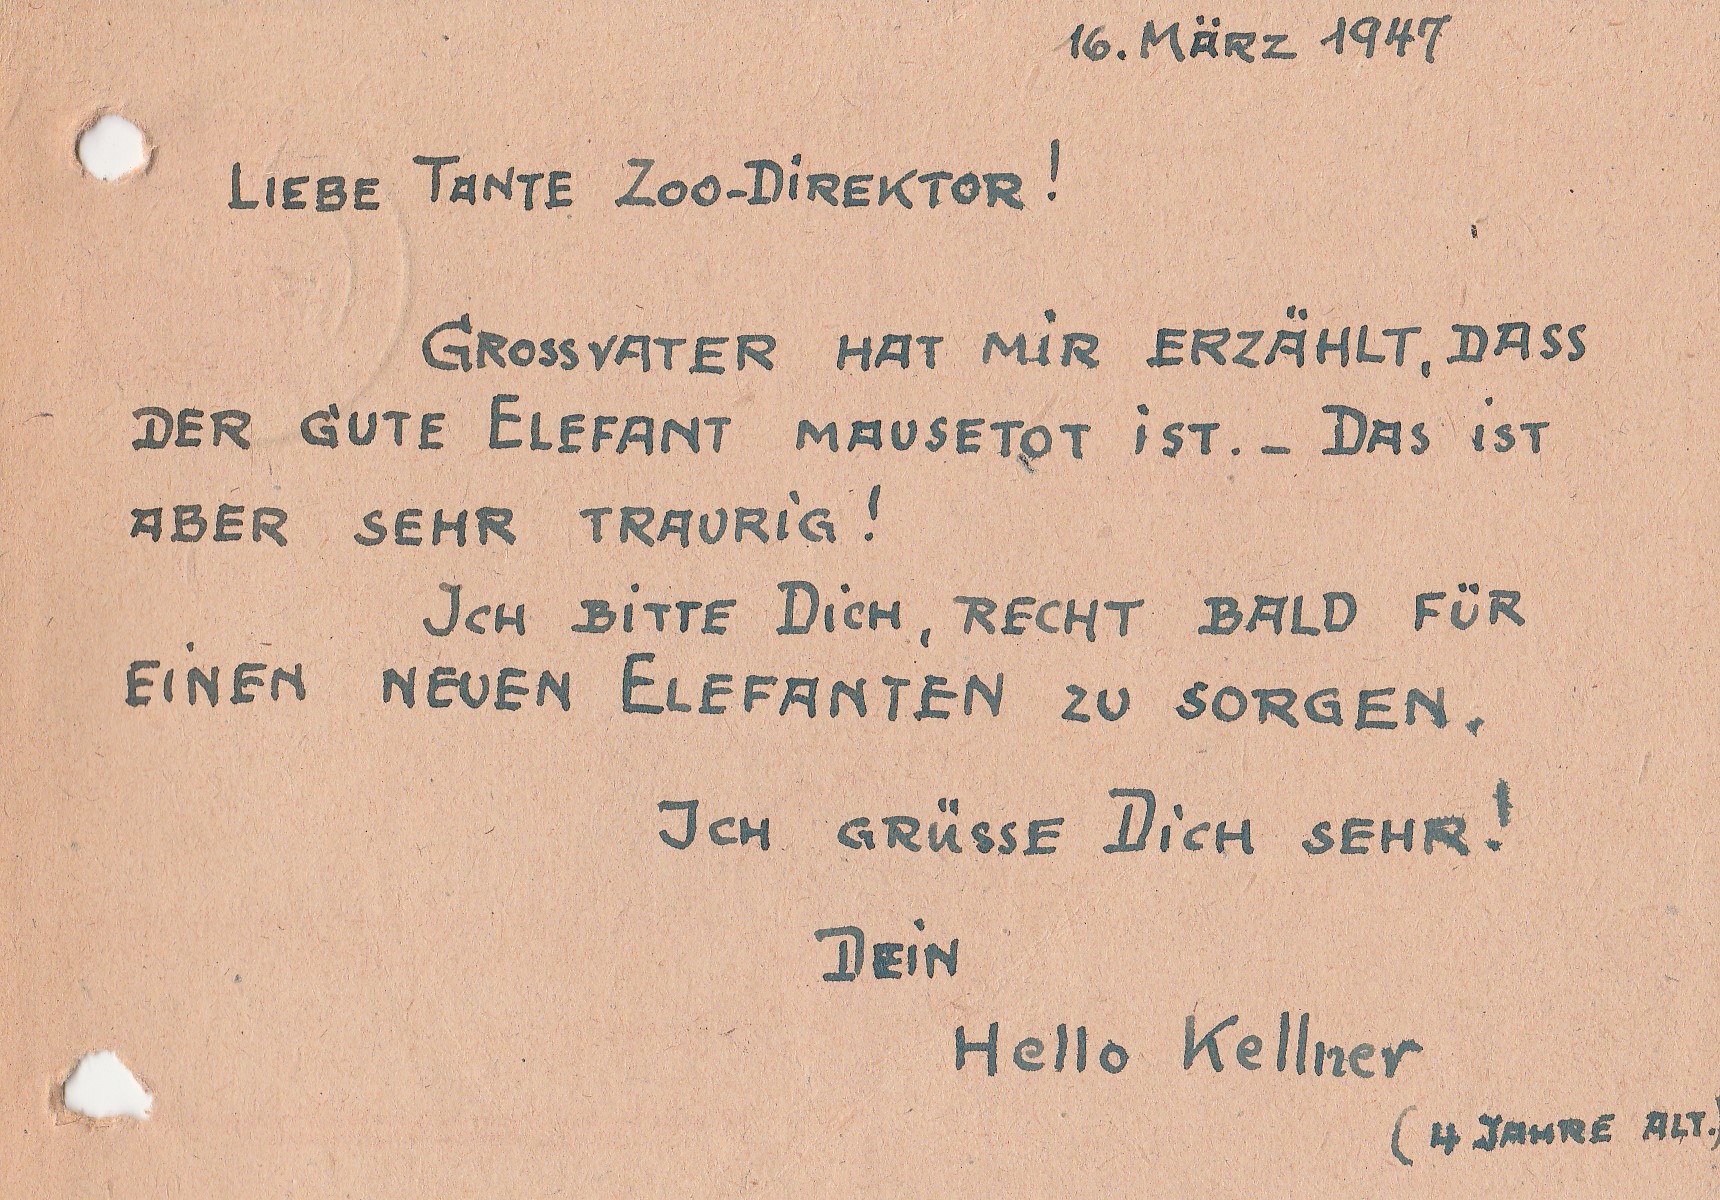 16. März 1947
Liebe Tante Zoo-Direktor!
Grossvater hat mir erzählt, dass
der gute Elefant mausetot ist. – Das ist
aber sehr traurig!
Ich bitte Dich, recht bald für
einen neuen Elefanten zu sorgen.
Ich grüsse Dich sehr!
Dein
Hello Kellner
(4 Jahre alt.)